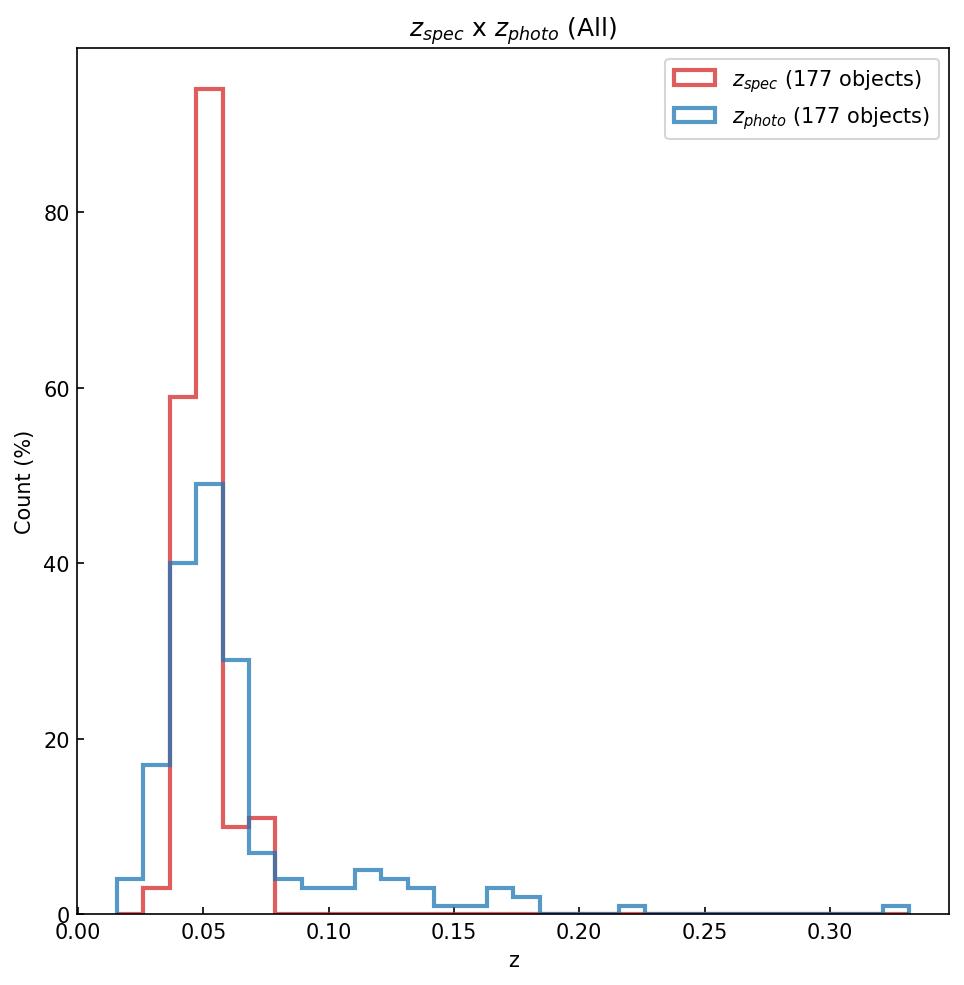 z_spec x z_photo (All)
z_spec (177 objects)
z_photo (177 objects)
Count (%)
80
60
40
20
0
0.00 0.05 0.10 0.15 0.20 0.25 0.30
z